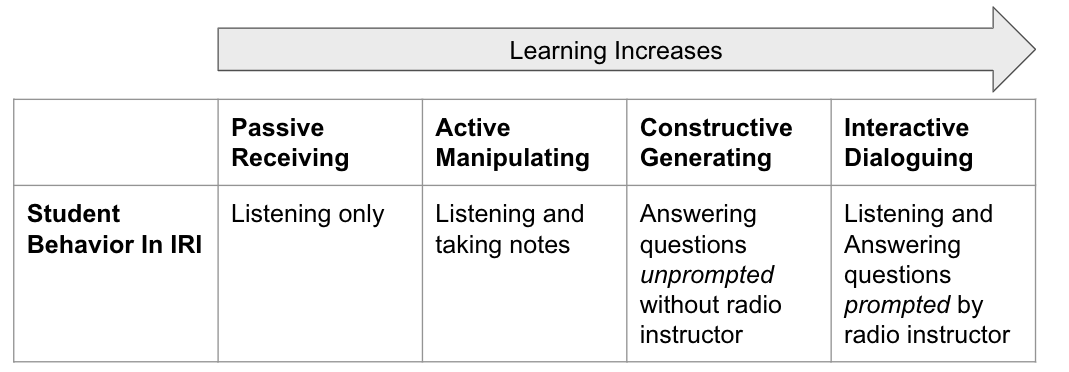 Learning Increases
Passive
Receiving
Active
Manipulating
Constructive
Generating
Interactive
Dialoguing
Student
Behavior In IRI
Listening only
Listening and
taking notes
Answering
questions
unprompted
without radio
instructor
Listening and
Answering
questions
prompted by
radio instructor